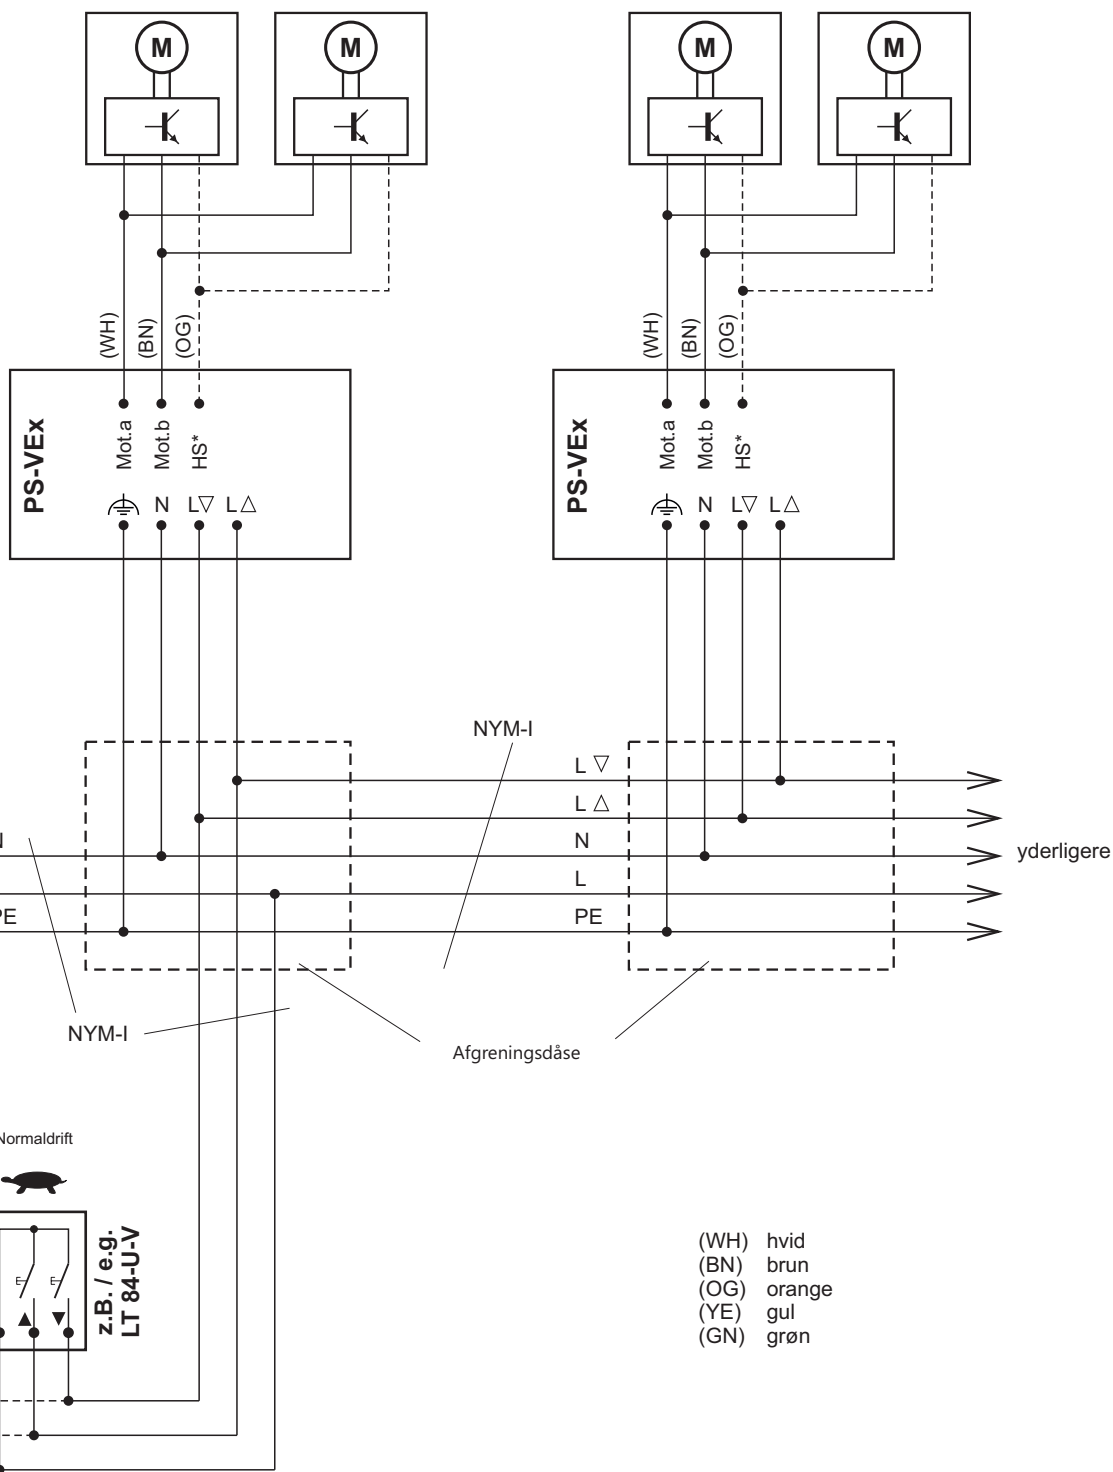 M M M M
(WH) (BN) (OG) (WH) (BN) (OG)
PS-VEx Mot.a Mot.b HS* PS-VEx Mot.a Mot.b HS*
N L▽ L△ N L▽ L△
NYM-I
L ▽
L △
N
yderligere
L
PE PE
NYM-I
Afgreningsdåse
Normaldrift
z.B. / e.g.
LT 84-U-V
▲ ▼
(WH) hvid
(BN) brun
(OG) orange
(YE) gul
(GN) grøn